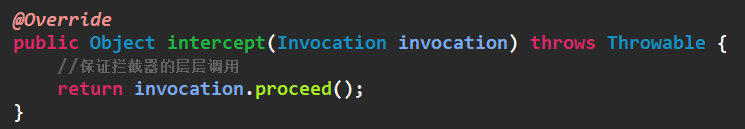 @Override
public Object intercept(Invocation invocation) throws Throwable {
    //保证拦截器的层层调用
    return invocation.proceed();
}